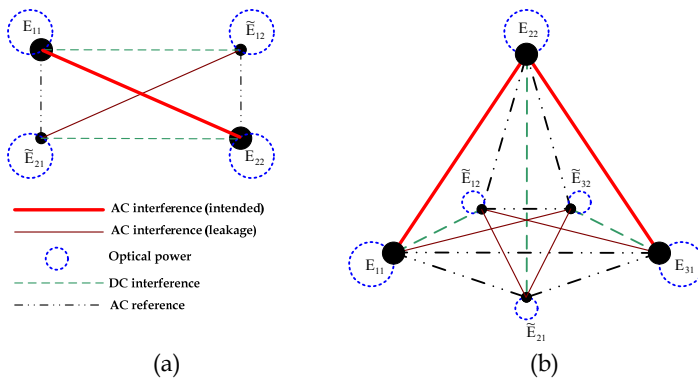 E11
Ẽ12
Ẽ21
E22
AC interference (intended)
AC interference (leakage)
Optical power
DC interference
AC reference
(a)
E22
Ẽ12
Ẽ32
E11
E31
Ẽ21
(b)